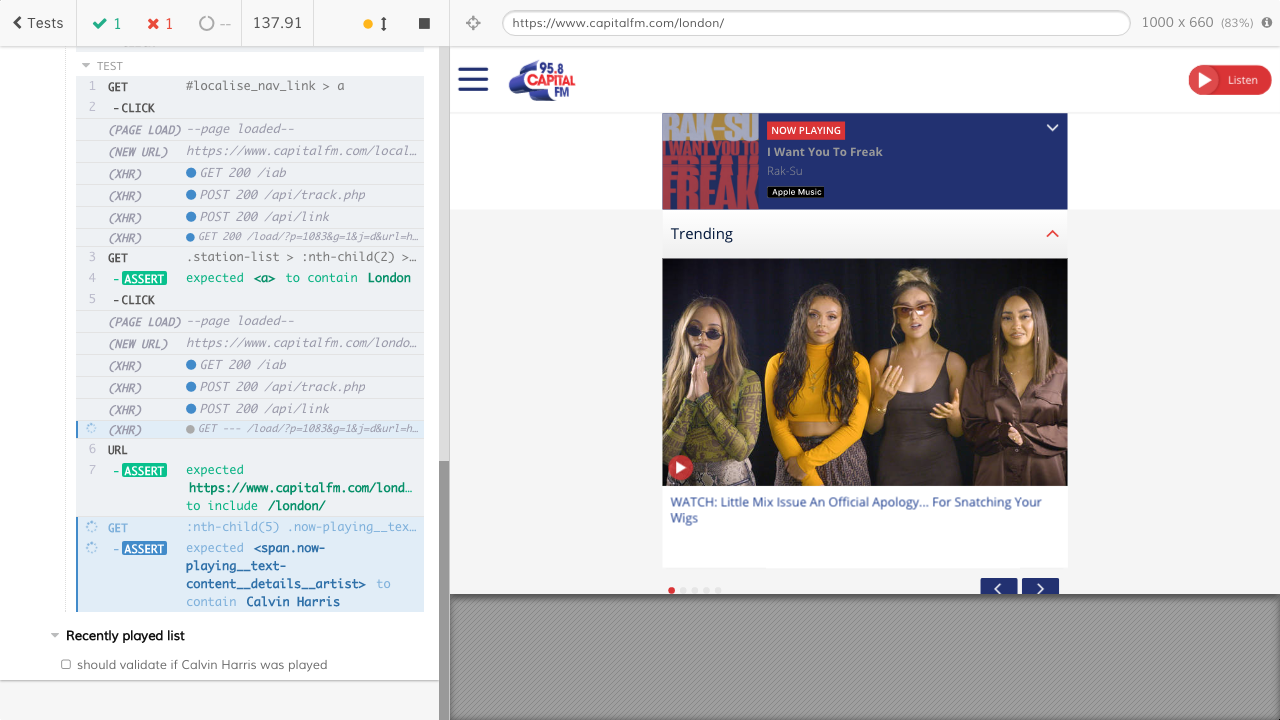 Tests
1
1
--
137.91
https://www.capitalfm.com/london/
1000 x 660 (83%)
TEST
1 GET #localise_nav_link > a
2 -CLICK
(PAGE LOAD) --page loaded--
(NEW URL) https://www.capitalfm.com/local…
(XHR) GET 200 /iab
(XHR) POST 200 /api/track.php
(XHR) POST 200 /api/link
(XHR) GET 200 /load/?p=1083&g=1&j=d&url=h…
3 GET .station-list > :nth-child(2) >…
4 -ASSERT expected <a> to contain London
5 -CLICK
(PAGE LOAD) --page loaded--
(NEW URL) https://www.capitalfm.com/londo…
(XHR) GET 200 /iab
(XHR) POST 200 /api/track.php
(XHR) POST 200 /api/link
(XHR) GET --- /load/?p=1083&g=1&j=d&url=h…
6 URL
7 -ASSERT expected
https://www.capitalfm.com/lond…
to include /london/
GET :nth-child(5) .now-playing__tex…
-ASSERT expected <span.now-
playing__text-
content__details__artist> to
contain Calvin Harris
Recently played list
should validate if Calvin Harris was played
95.8
CAPITAL
FM
Listen
RAK-SU
I WANT YOU TO
FREAK
FREAK
NOW PLAYING
I Want You To Freak
Rak-Su
Apple Music
Trending
WATCH: Little Mix Issue An Official Apology... For Snatching Your
Wigs